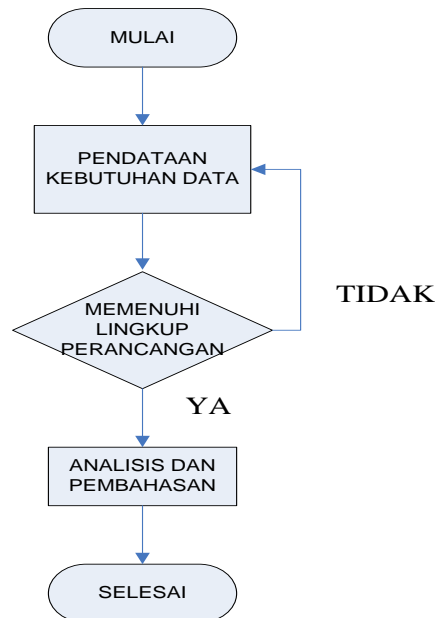 MULAI
PENDATAAN
KEBUTUHAN DATA
MEMENUHI
LINGKUP
PERANCANGAN
TIDAK
YA
ANALISIS DAN
PEMBAHASAN
SELESAI